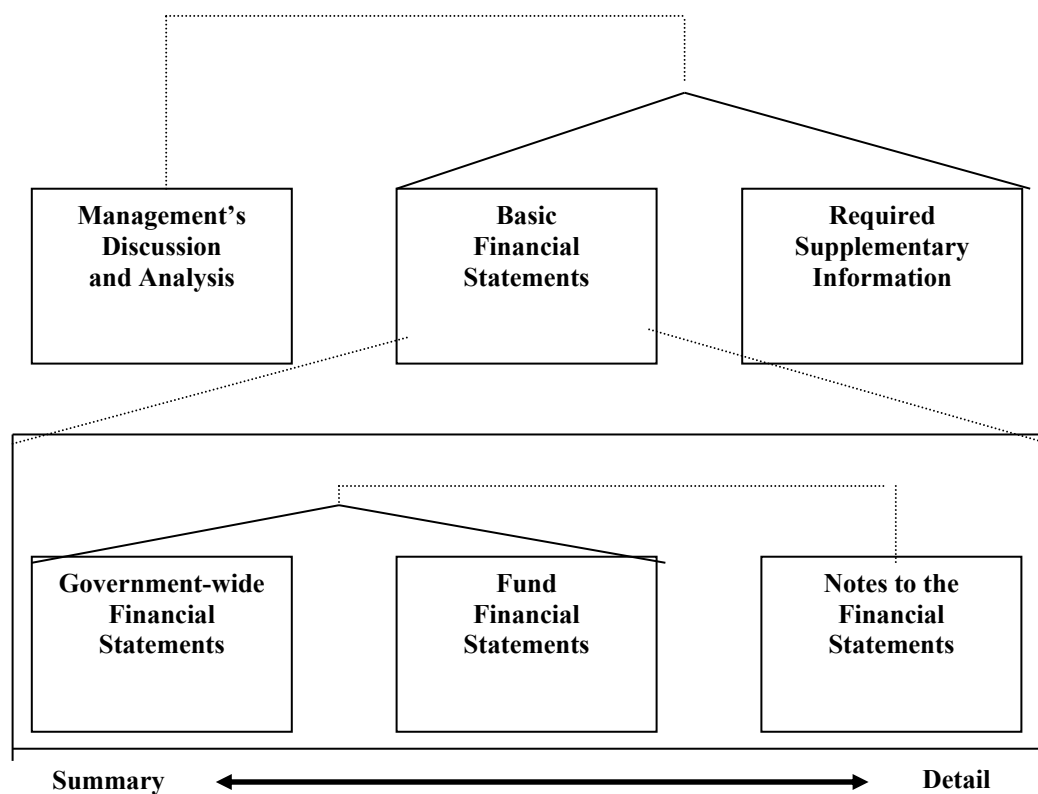 Management’s
Discussion
and Analysis
Basic
Financial
Statements
Required
Supplementary
Information
Government-wide
Financial
Statements
Fund
Financial
Statements
Notes to the
Financial
Statements
Summary
Detail